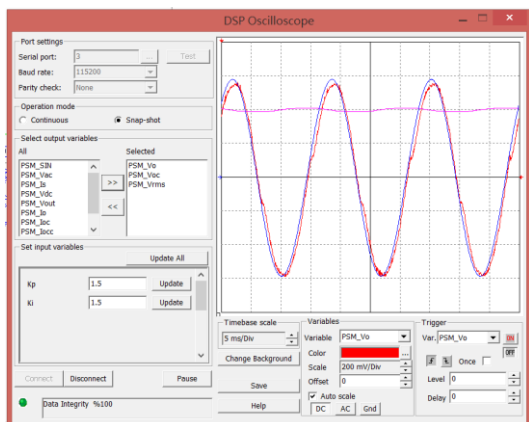 DSP Oscilloscope
Port settings
Serial port: 3 ... Test
Baud rate: 115200
Parity check: None
Operation mode
Continuous Snap-shot
Select output variables
All Selected
PSM_SIN
PSM_Vac
PSM_Is
PSM_Vdc
PSM_Vout
PSM_Io
PSM_Ioc
PSM_Iocc
>>
<<
PSM_Vo
PSM_Voc
PSM_Vrms
Set input variables
Update All
Kp 1.5 Update
Ki 1.5 Update
Connect Disconnect Pause
Data Integrity %100
Timebase scale
5 ms/Div
Change Background
Save
Help
Variables
Variable PSM_Vo
Color ...
Scale 200 mV/Div
Offset 0
Auto scale
DC AC Gnd
Trigger
Var. PSM_Vo ON
OFF
Once
Level 0
Delay 0